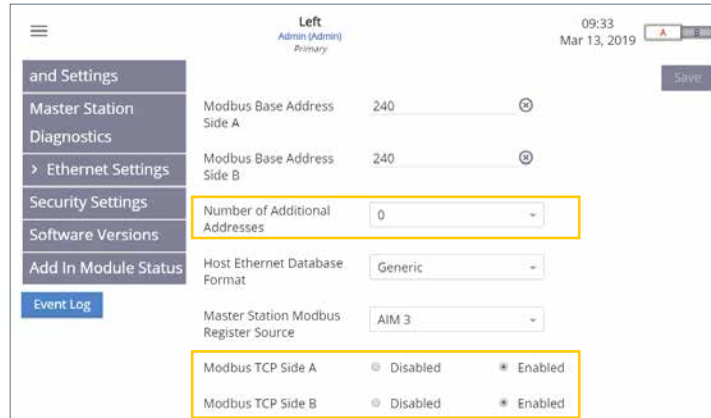 Left
Admin (Admin)
Primary
09:33
Mar 13, 2019
A B
and Settings
Save
Master Station
Diagnostics
> Ethernet Settings
Security Settings
Software Versions
Add In Module Status
Event Log
Modbus Base Address
Side A
240
Modbus Base Address
Side B
240
Number of Additional
Addresses
0
Host Ethernet Database
Format
Generic
Master Station Modbus
Register Source
AIM 3
Modbus TCP Side A Disabled Enabled
Modbus TCP Side B Disabled Enabled